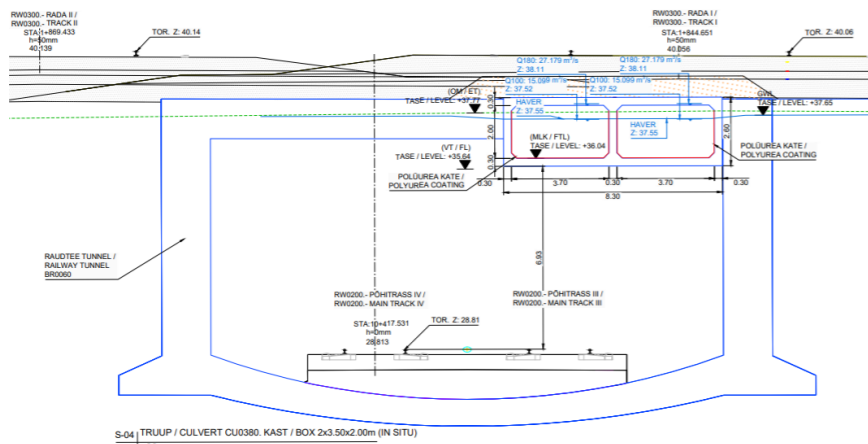 RW0300.- RADA II /
RW0300.- TRACK II
STA:1+869.433
h=50mm
40.139
TOR. Z: 40.14
RW0300.- RADA I /
RW0300.- TRACK I
STA:1+844.651
h=50mm
40.056
TOR. Z: 40.06
Q180: 27.179 m³/s
Z: 38.11
Q180: 27.179 m³/s
Z: 38.11
Q100: 15.099 m³/s
Z: 37.52
Q100: 15.099 m³/s
Z: 37.52
(OM / ET)
TASE / LEVEL: +37.77
HAVER
Z: 37.55
GWL
TASE / LEVEL: +37.65
HAVER
Z: 37.55
0.30
2.00
0.30
2.60
(MLK / FTL)
TASE / LEVEL: +36.04
(VT / FL)
TASE / LEVEL: +35.64
POLÜUREA KATE /
POLYUREA COATING
POLÜUREA KATE /
POLYUREA COATING
0.30
3.70
0.30
3.70
0.30
8.30
6.93
RAUDTEE TUNNEL /
RAILWAY TUNNEL
BR0060
RW0200.- PÕHITRASS IV /
RW0200.- MAIN TRACK IV
STA:10+417.531
h=0mm
28.813
TOR. Z: 28.81
RW0200.- PÕHITRASS III /
RW0200.- MAIN TRACK III
S-04 TRUUP / CULVERT CU0380. KAST / BOX 2x3.50x2.00m (IN SITU)